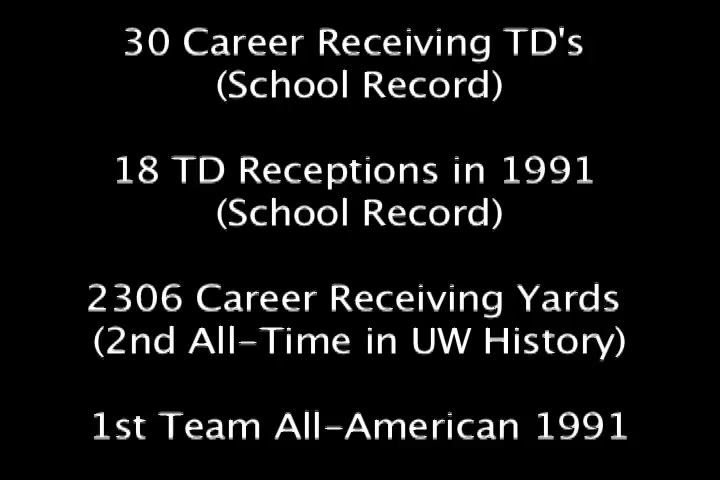 30 Career Receiving TD's
(School Record)
18 TD Receptions in 1991
(School Record)
2306 Career Receiving Yards
(2nd All-Time in UW History)
1st Team All-American 1991